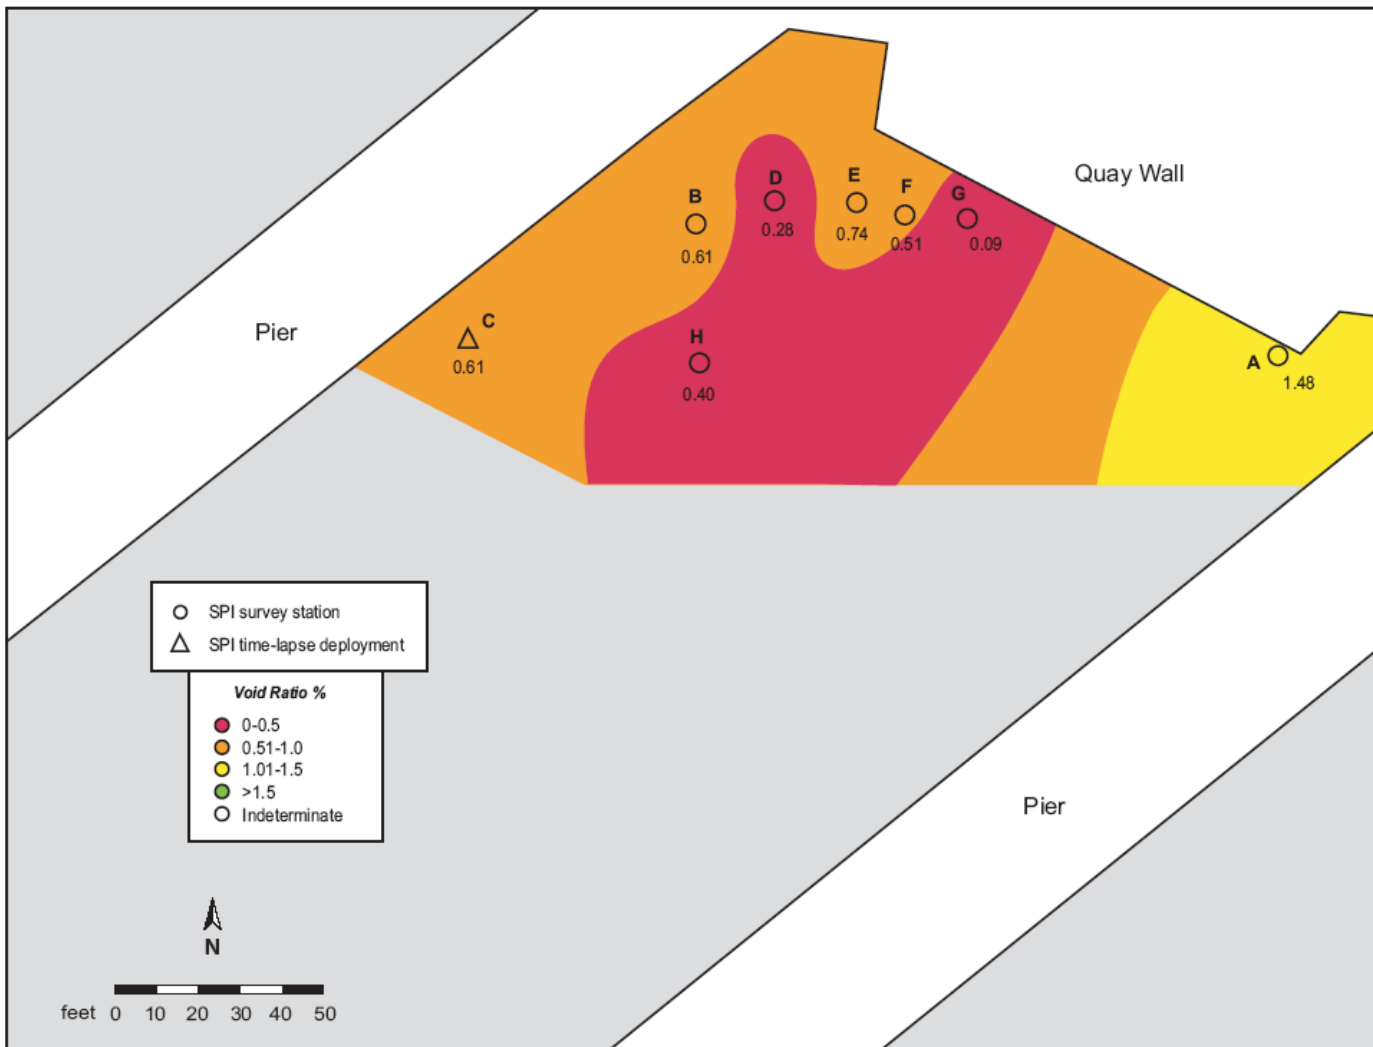 Quay Wall
D
E
F
G
B
0.28
0.74
0.51
0.09
0.61
C
Pier
H
A
0.61
0.40
1.48
SPI survey station
SPI time-lapse deployment
Void Ratio %
0-0.5
0.51-1.0
1.01-1.5
>1.5
Indeterminate
Pier
N
feet 0 10 20 30 40 50